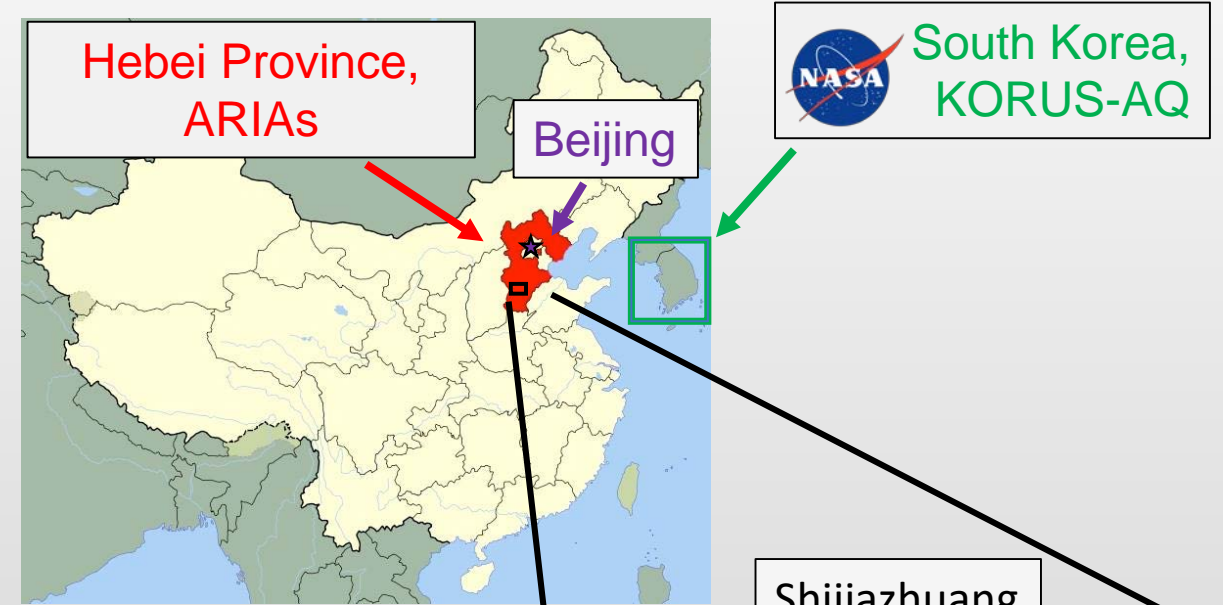 Hebei Province,
ARIAs
Beijing
NASA
South Korea,
KORUS-AQ
Shijiazhuang